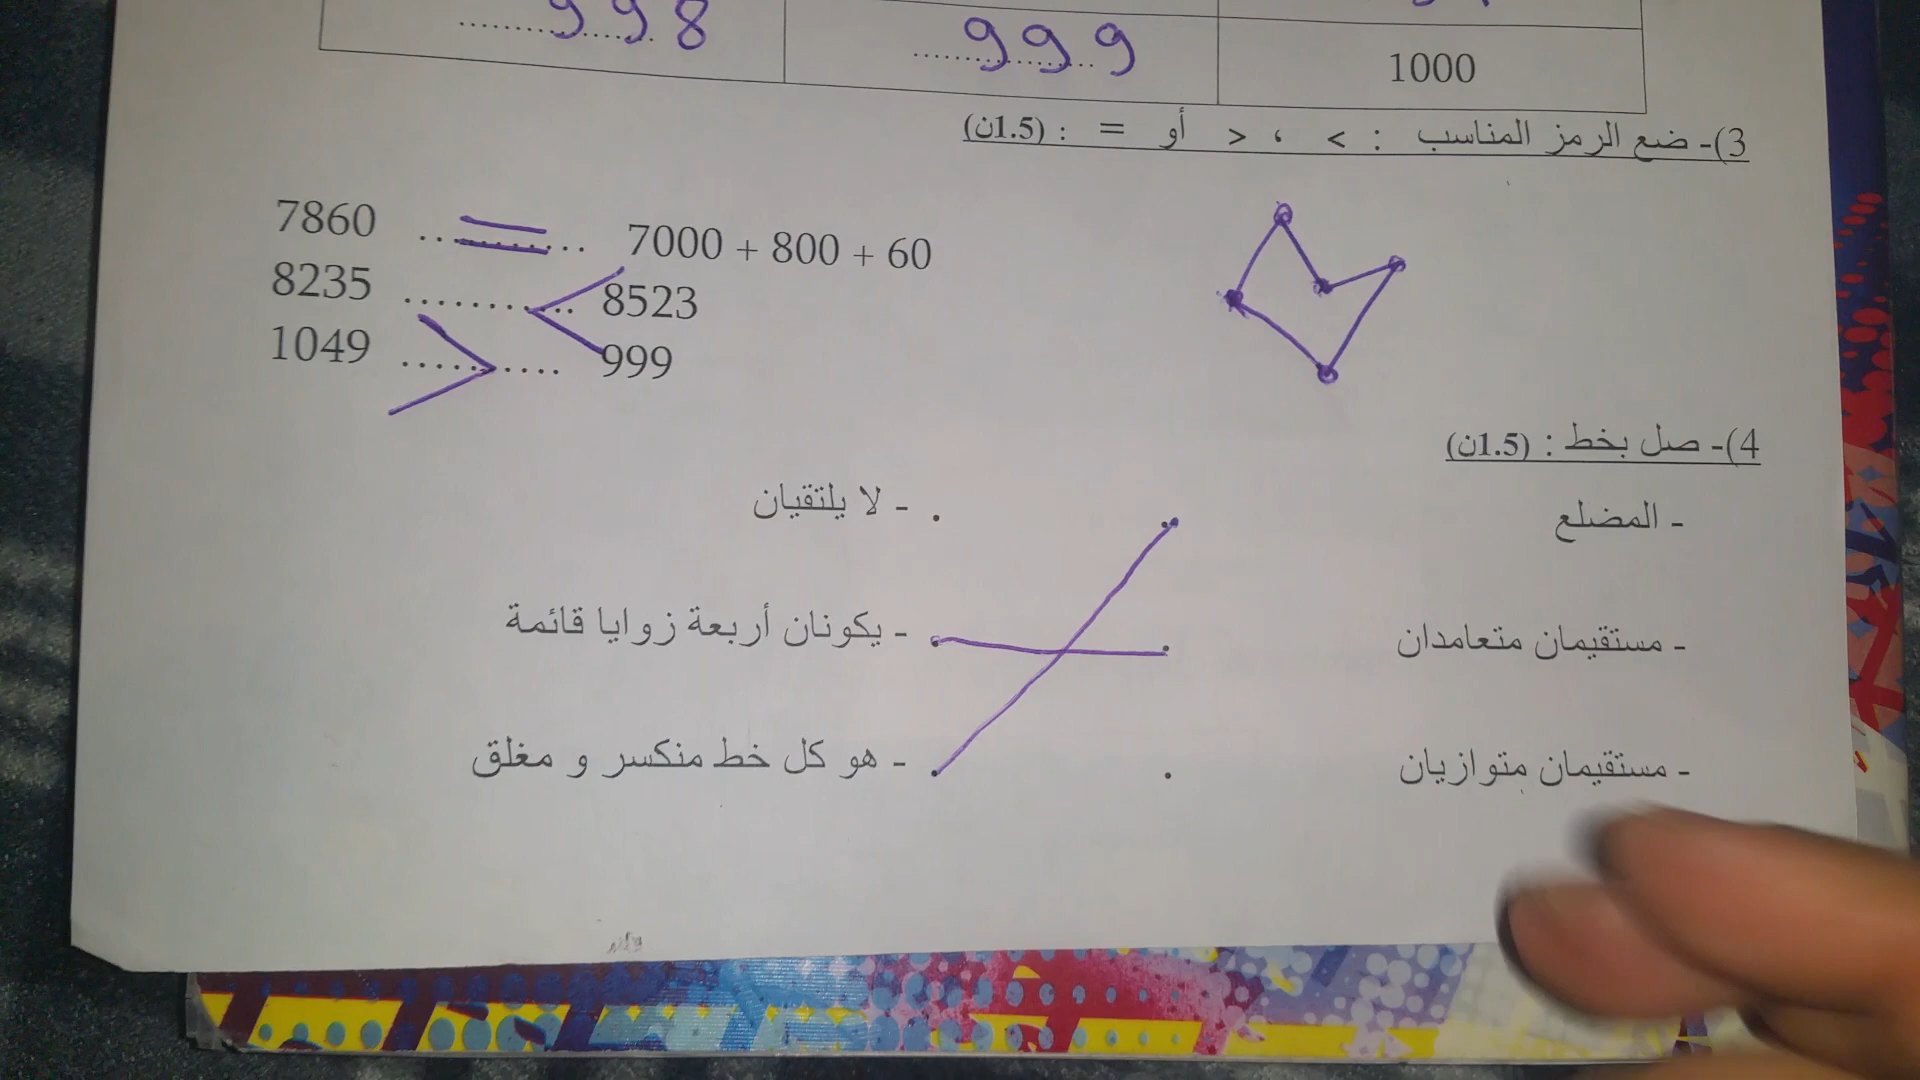 998 999 1000
3)- ضع الرمز المناسب : > ، < أو = : (1.5ن)
7860 = 7000 + 800 + 60
8235 < 8523
1049 > 999
4)- صل بخط : (1.5ن)
- المضلع . . - لا يلتقيان
- مستقيمان متعامدان . . - يكونان أربعة زوايا قائمة
- مستقيمان متوازيان . . - هو كل خط منكسر و مغلق